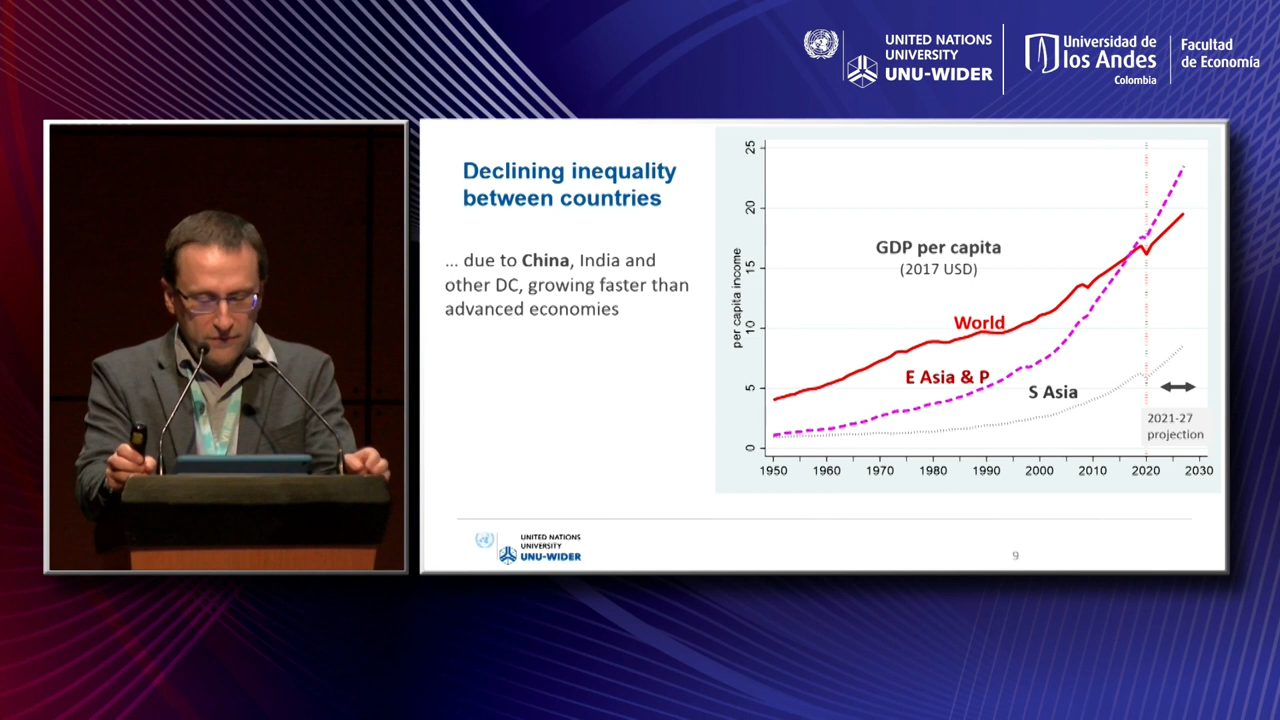 UNITED NATIONS
UNIVERSITY
UNU-WIDER
Universidad de
los Andes
Colombia
Facultad
de Economía
Declining inequality
between countries
... due to China, India and
other DC, growing faster than
advanced economies
GDP per capita
(2017 USD)
World
E Asia & P
S Asia
2021-27
projection
per capita income
25
20
15
10
5
0
1950 1960 1970 1980 1990 2000 2010 2020 2030
UNITED NATIONS
UNIVERSITY
UNU-WIDER
9